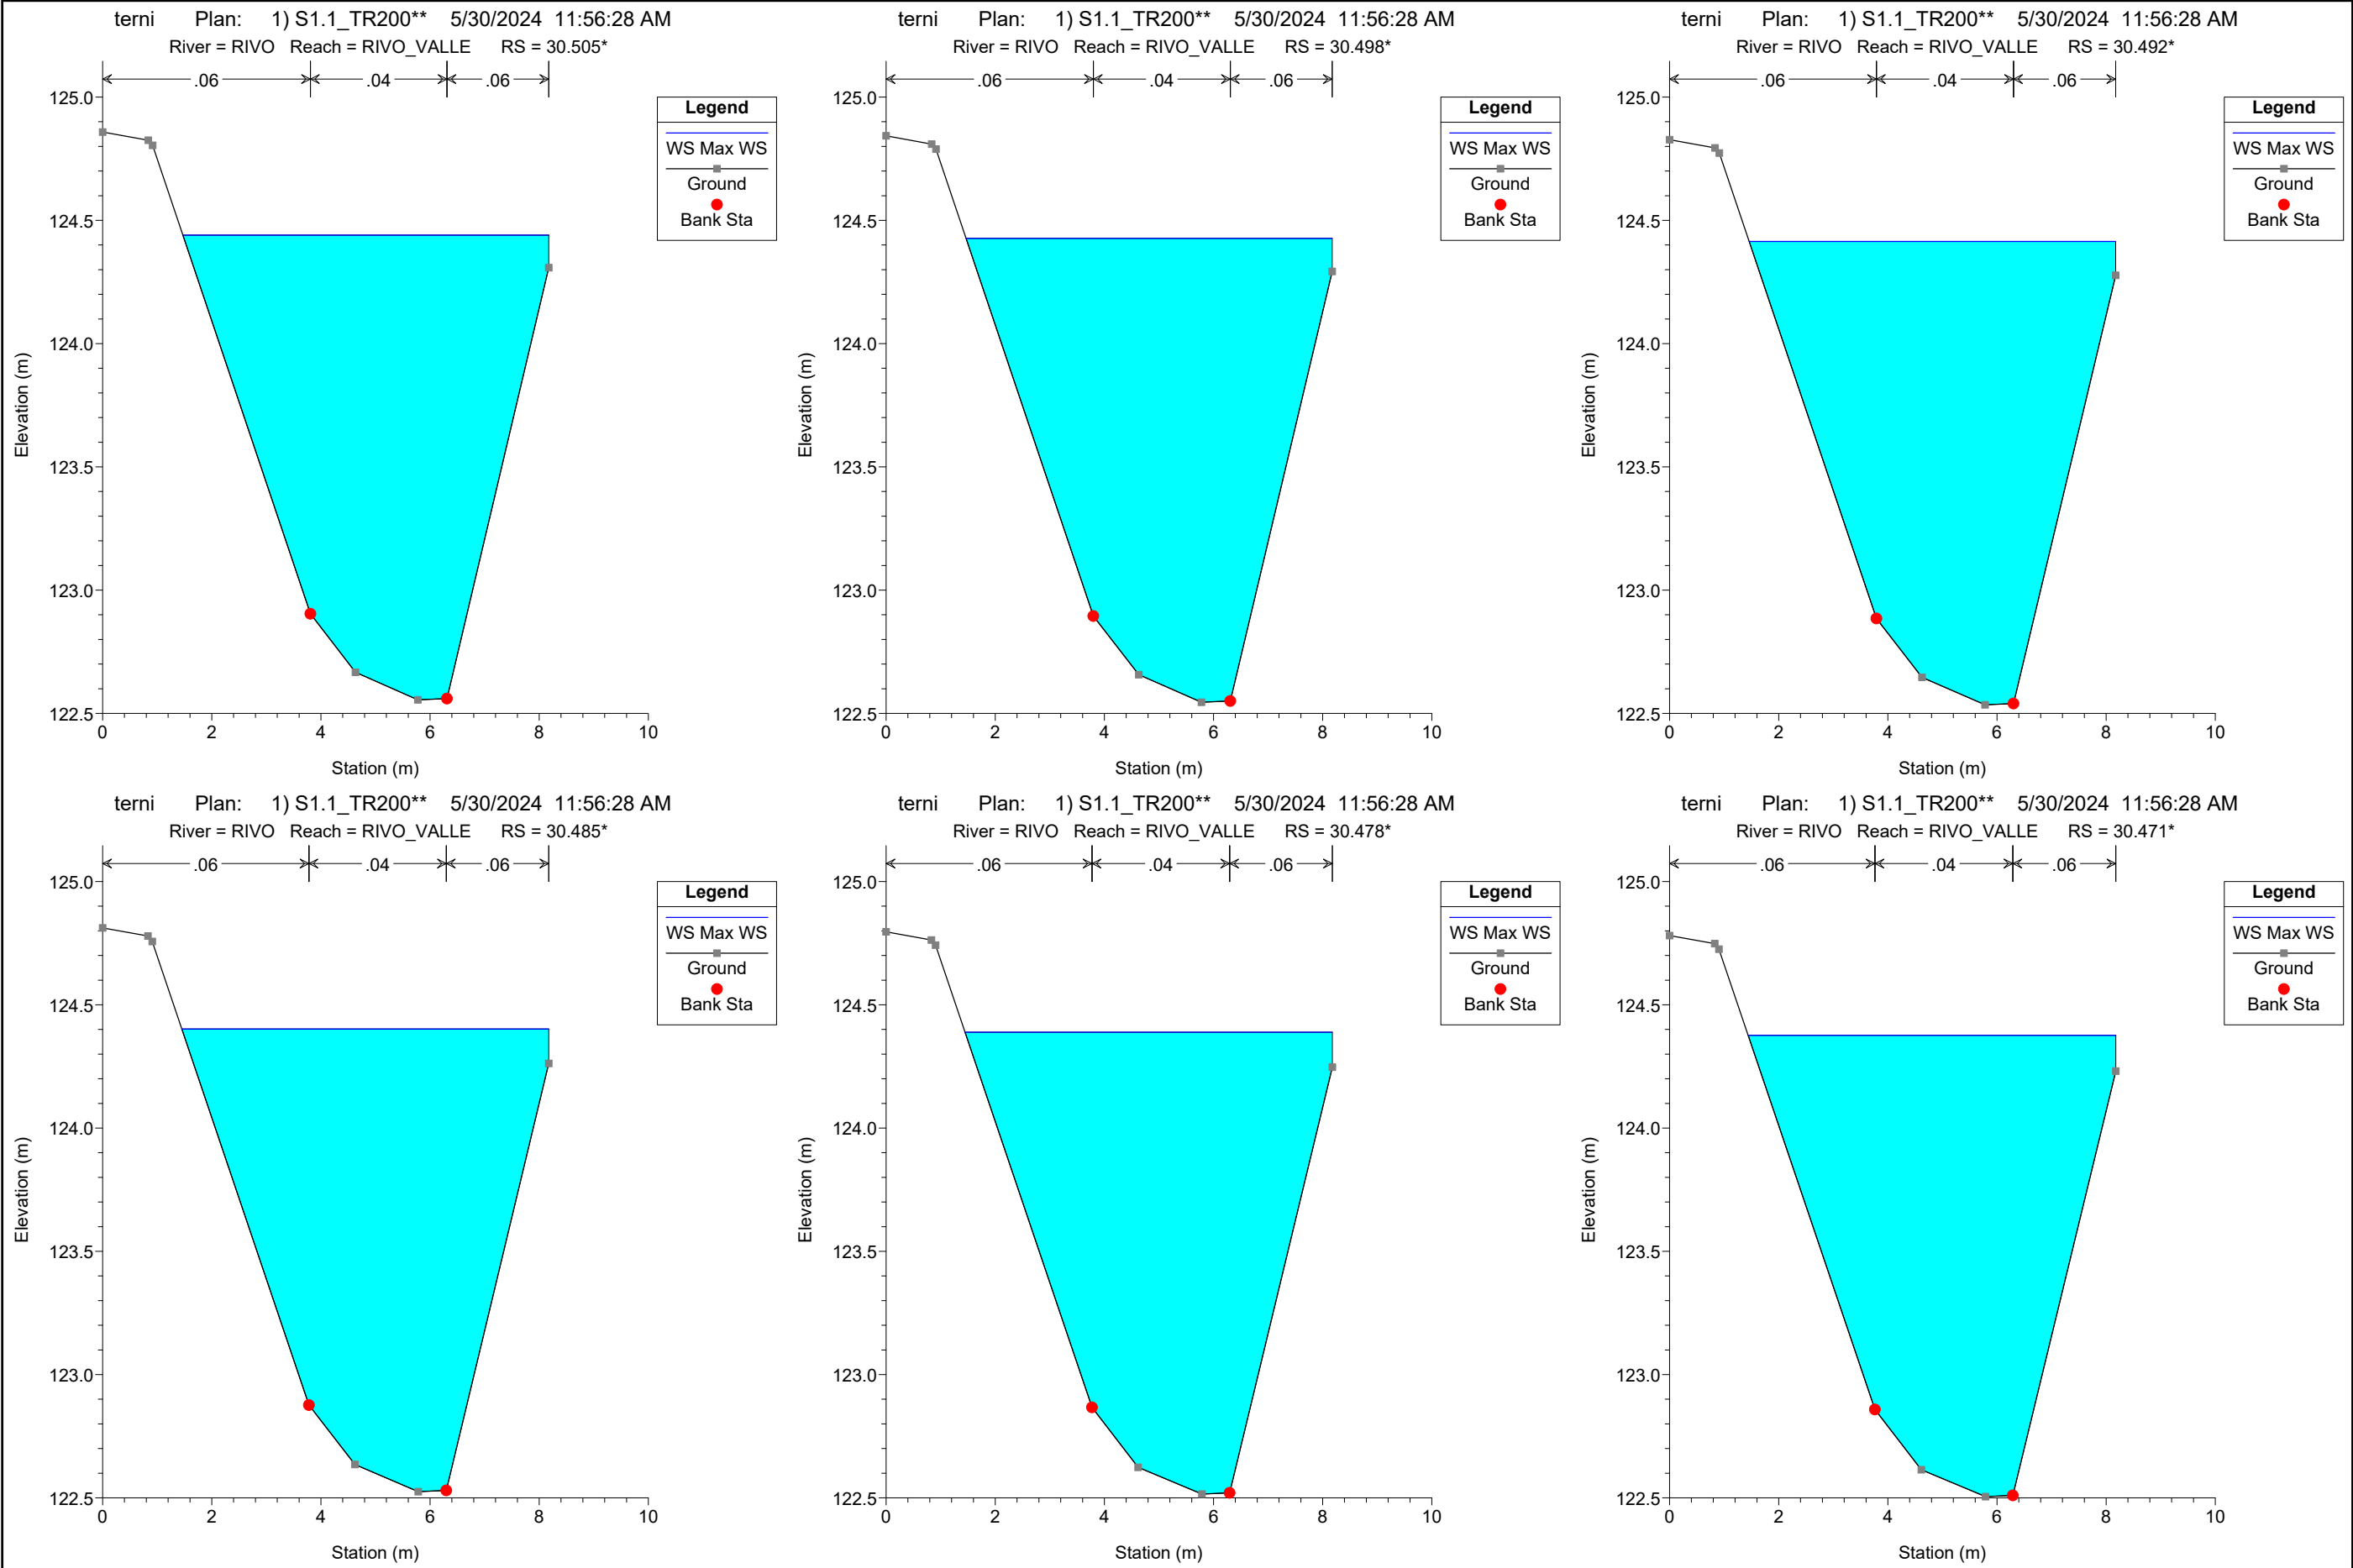 terni Plan: 1) S1.1_TR200** 5/30/2024 11:56:28 AM
River = RIVO Reach = RIVO_VALLE RS = 30.505*
.06 .04 .06
125.0
124.5
124.0
123.5
123.0
122.5
0 2 4 6 8 10
Station (m)
Elevation (m)
Legend
WS Max WS
Ground
Bank Sta
terni Plan: 1) S1.1_TR200** 5/30/2024 11:56:28 AM
River = RIVO Reach = RIVO_VALLE RS = 30.498*
.06 .04 .06
125.0
124.5
124.0
123.5
123.0
122.5
0 2 4 6 8 10
Station (m)
Elevation (m)
Legend
WS Max WS
Ground
Bank Sta
terni Plan: 1) S1.1_TR200** 5/30/2024 11:56:28 AM
River = RIVO Reach = RIVO_VALLE RS = 30.492*
.06 .04 .06
125.0
124.5
124.0
123.5
123.0
122.5
0 2 4 6 8 10
Station (m)
Elevation (m)
Legend
WS Max WS
Ground
Bank Sta
terni Plan: 1) S1.1_TR200** 5/30/2024 11:56:28 AM
River = RIVO Reach = RIVO_VALLE RS = 30.485*
.06 .04 .06
125.0
124.5
124.0
123.5
123.0
122.5
0 2 4 6 8 10
Station (m)
Elevation (m)
Legend
WS Max WS
Ground
Bank Sta
terni Plan: 1) S1.1_TR200** 5/30/2024 11:56:28 AM
River = RIVO Reach = RIVO_VALLE RS = 30.478*
.06 .04 .06
125.0
124.5
124.0
123.5
123.0
122.5
0 2 4 6 8 10
Station (m)
Elevation (m)
Legend
WS Max WS
Ground
Bank Sta
terni Plan: 1) S1.1_TR200** 5/30/2024 11:56:28 AM
River = RIVO Reach = RIVO_VALLE RS = 30.471*
.06 .04 .06
125.0
124.5
124.0
123.5
123.0
122.5
0 2 4 6 8 10
Station (m)
Elevation (m)
Legend
WS Max WS
Ground
Bank Sta